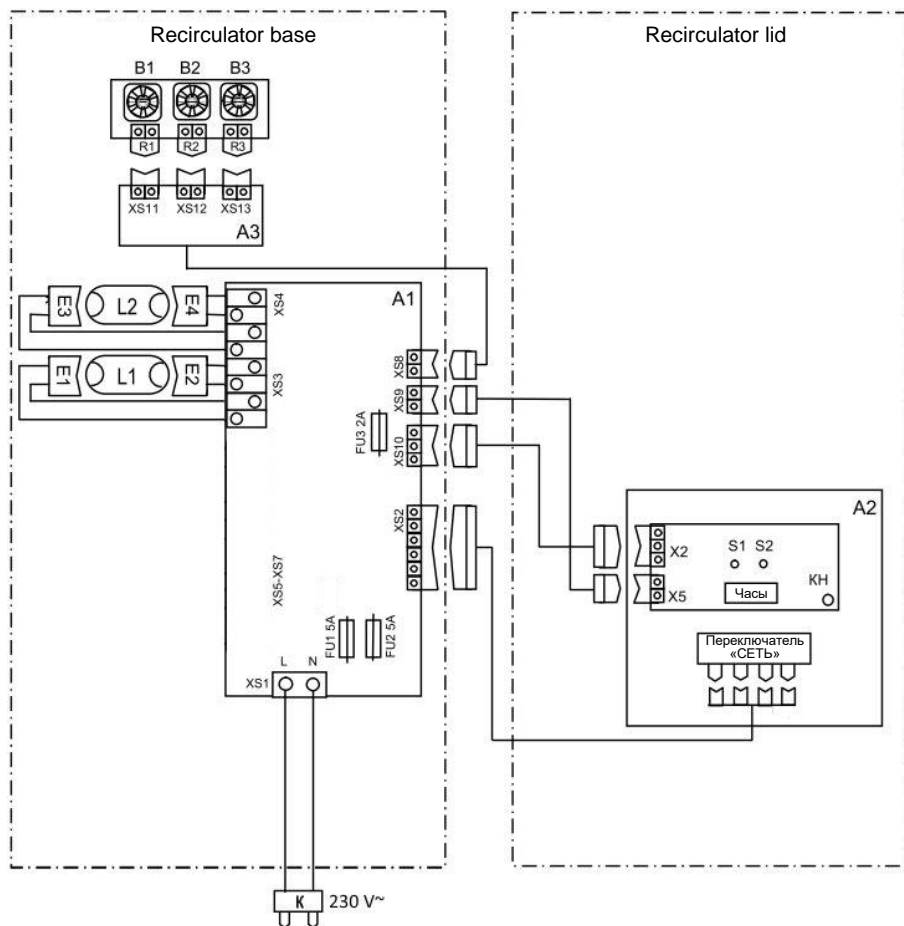 Recirculator base
Recirculator lid
B1 B2 B3
R1 R2 R3
XS11 XS12 XS13
A3
A1
E3 L2 E4 XS4
E1 L1 E2 XS3
XS8
XS9
XS10
FU3 2A
XS2
XS5-XS7
FU1 5A
FU2 5A
L N
XS1
K 230 V~
A2
X2 S1 S2
X5 Часы КН
Переключатель
«СЕТЬ»